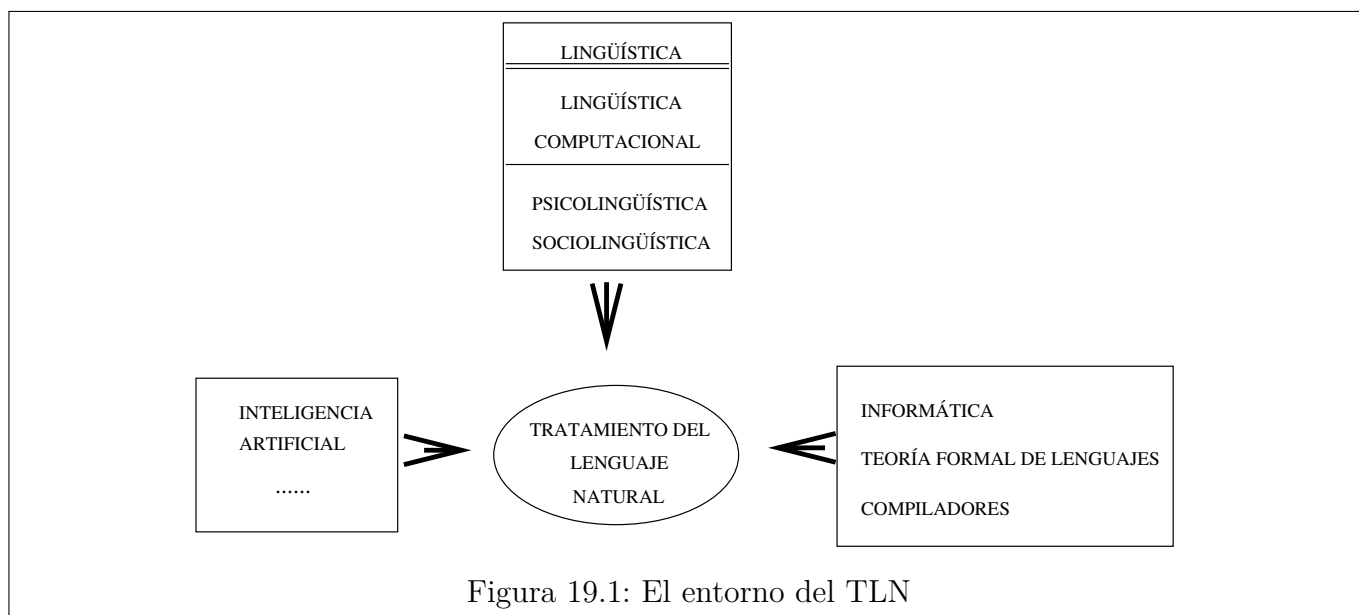 LINGÜÍSTICA
LINGÜÍSTICA
COMPUTACIONAL
PSICOLINGÜÍSTICA
SOCIOLINGÜÍSTICA
INTELIGENCIA
ARTIFICIAL
......
TRATAMIENTO DEL
LENGUAJE
NATURAL
INFORMÁTICA
TEORÍA FORMAL DE LENGUAJES
COMPILADORES
Figura 19.1: El entorno del TLN